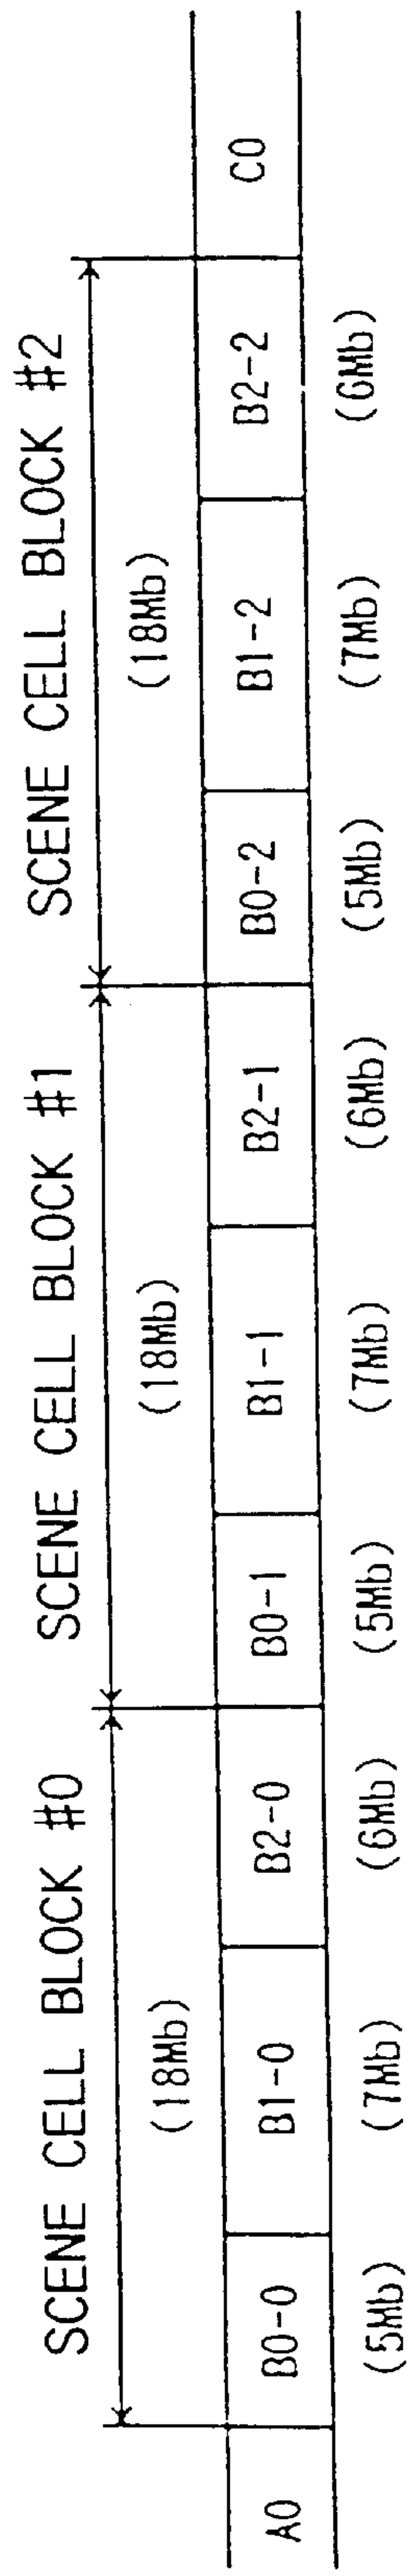 SCENE CELL BLOCK #0 SCENE CELL BLOCK #1 SCENE CELL BLOCK #2
(18Mb) (18Mb) (18Mb)
A0 B0-0 B1-0 B2-0 B0-1 B1-1 B2-1 B0-2 B1-2 B2-2 C0
(5Mb) (7Mb) (6Mb) (5Mb) (7Mb) (6Mb) (5Mb) (7Mb) (6Mb)